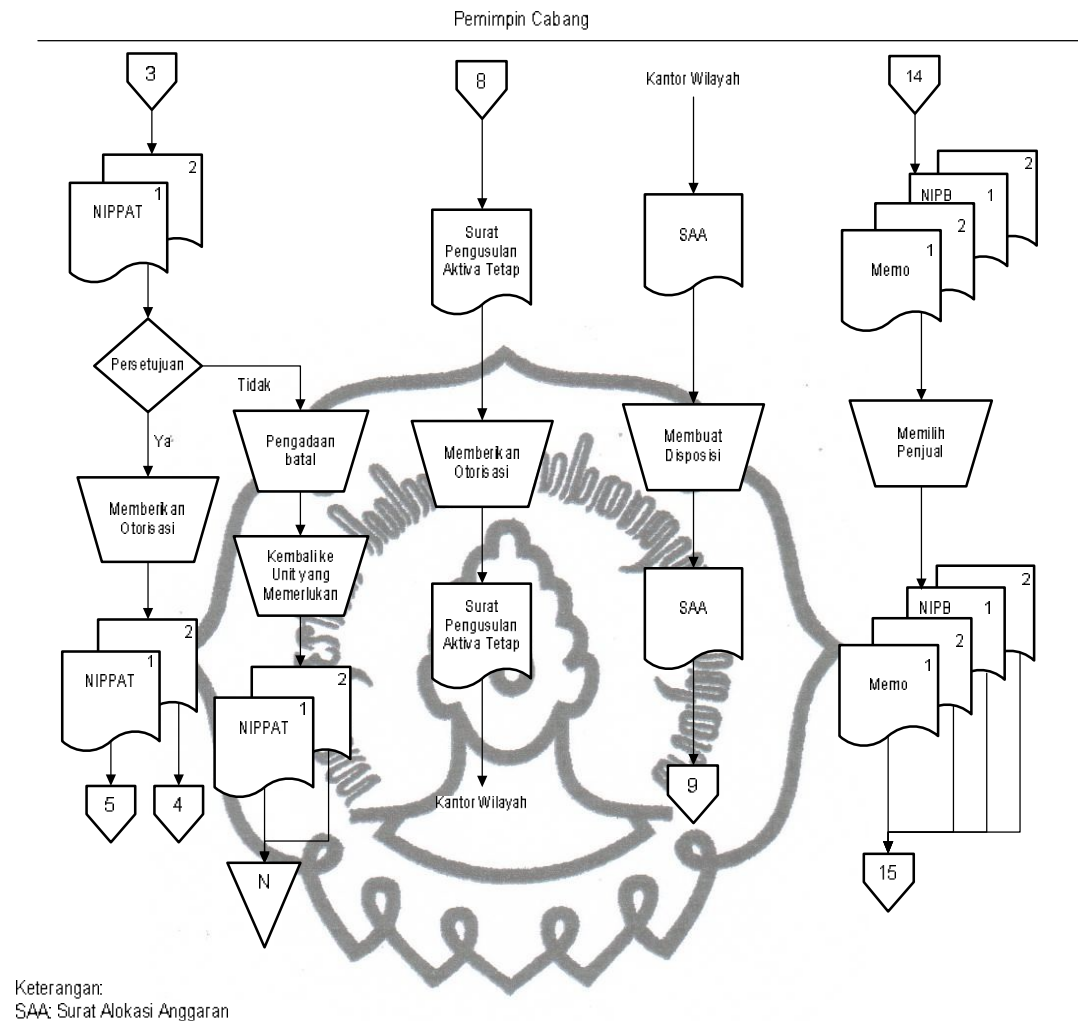 Pemimpin Cabang
3
2
1
NIPPAT
Persetujuan
Tidak
Ya
Memberikan
Otorisasi
2
1
NIPPAT
5
4
Pengadaan
batal
Kembali ke
Unit yang
Memerlukan
2
1
NIPPAT
N
8
Surat
Pengusulan
Aktiva Tetap
Memberikan
Otorisasi
Surat
Pengusulan
Aktiva Tetap
Kantor Wilayah
Kantor Wilayah
SAA
Membuat
Disposisi
SAA
9
14
2
NIPB 1
2
Memo 1
Memilih
Penjual
2
NIPB 1
2
Memo 1
15
Keterangan:
SAA: Surat Alokasi Anggaran